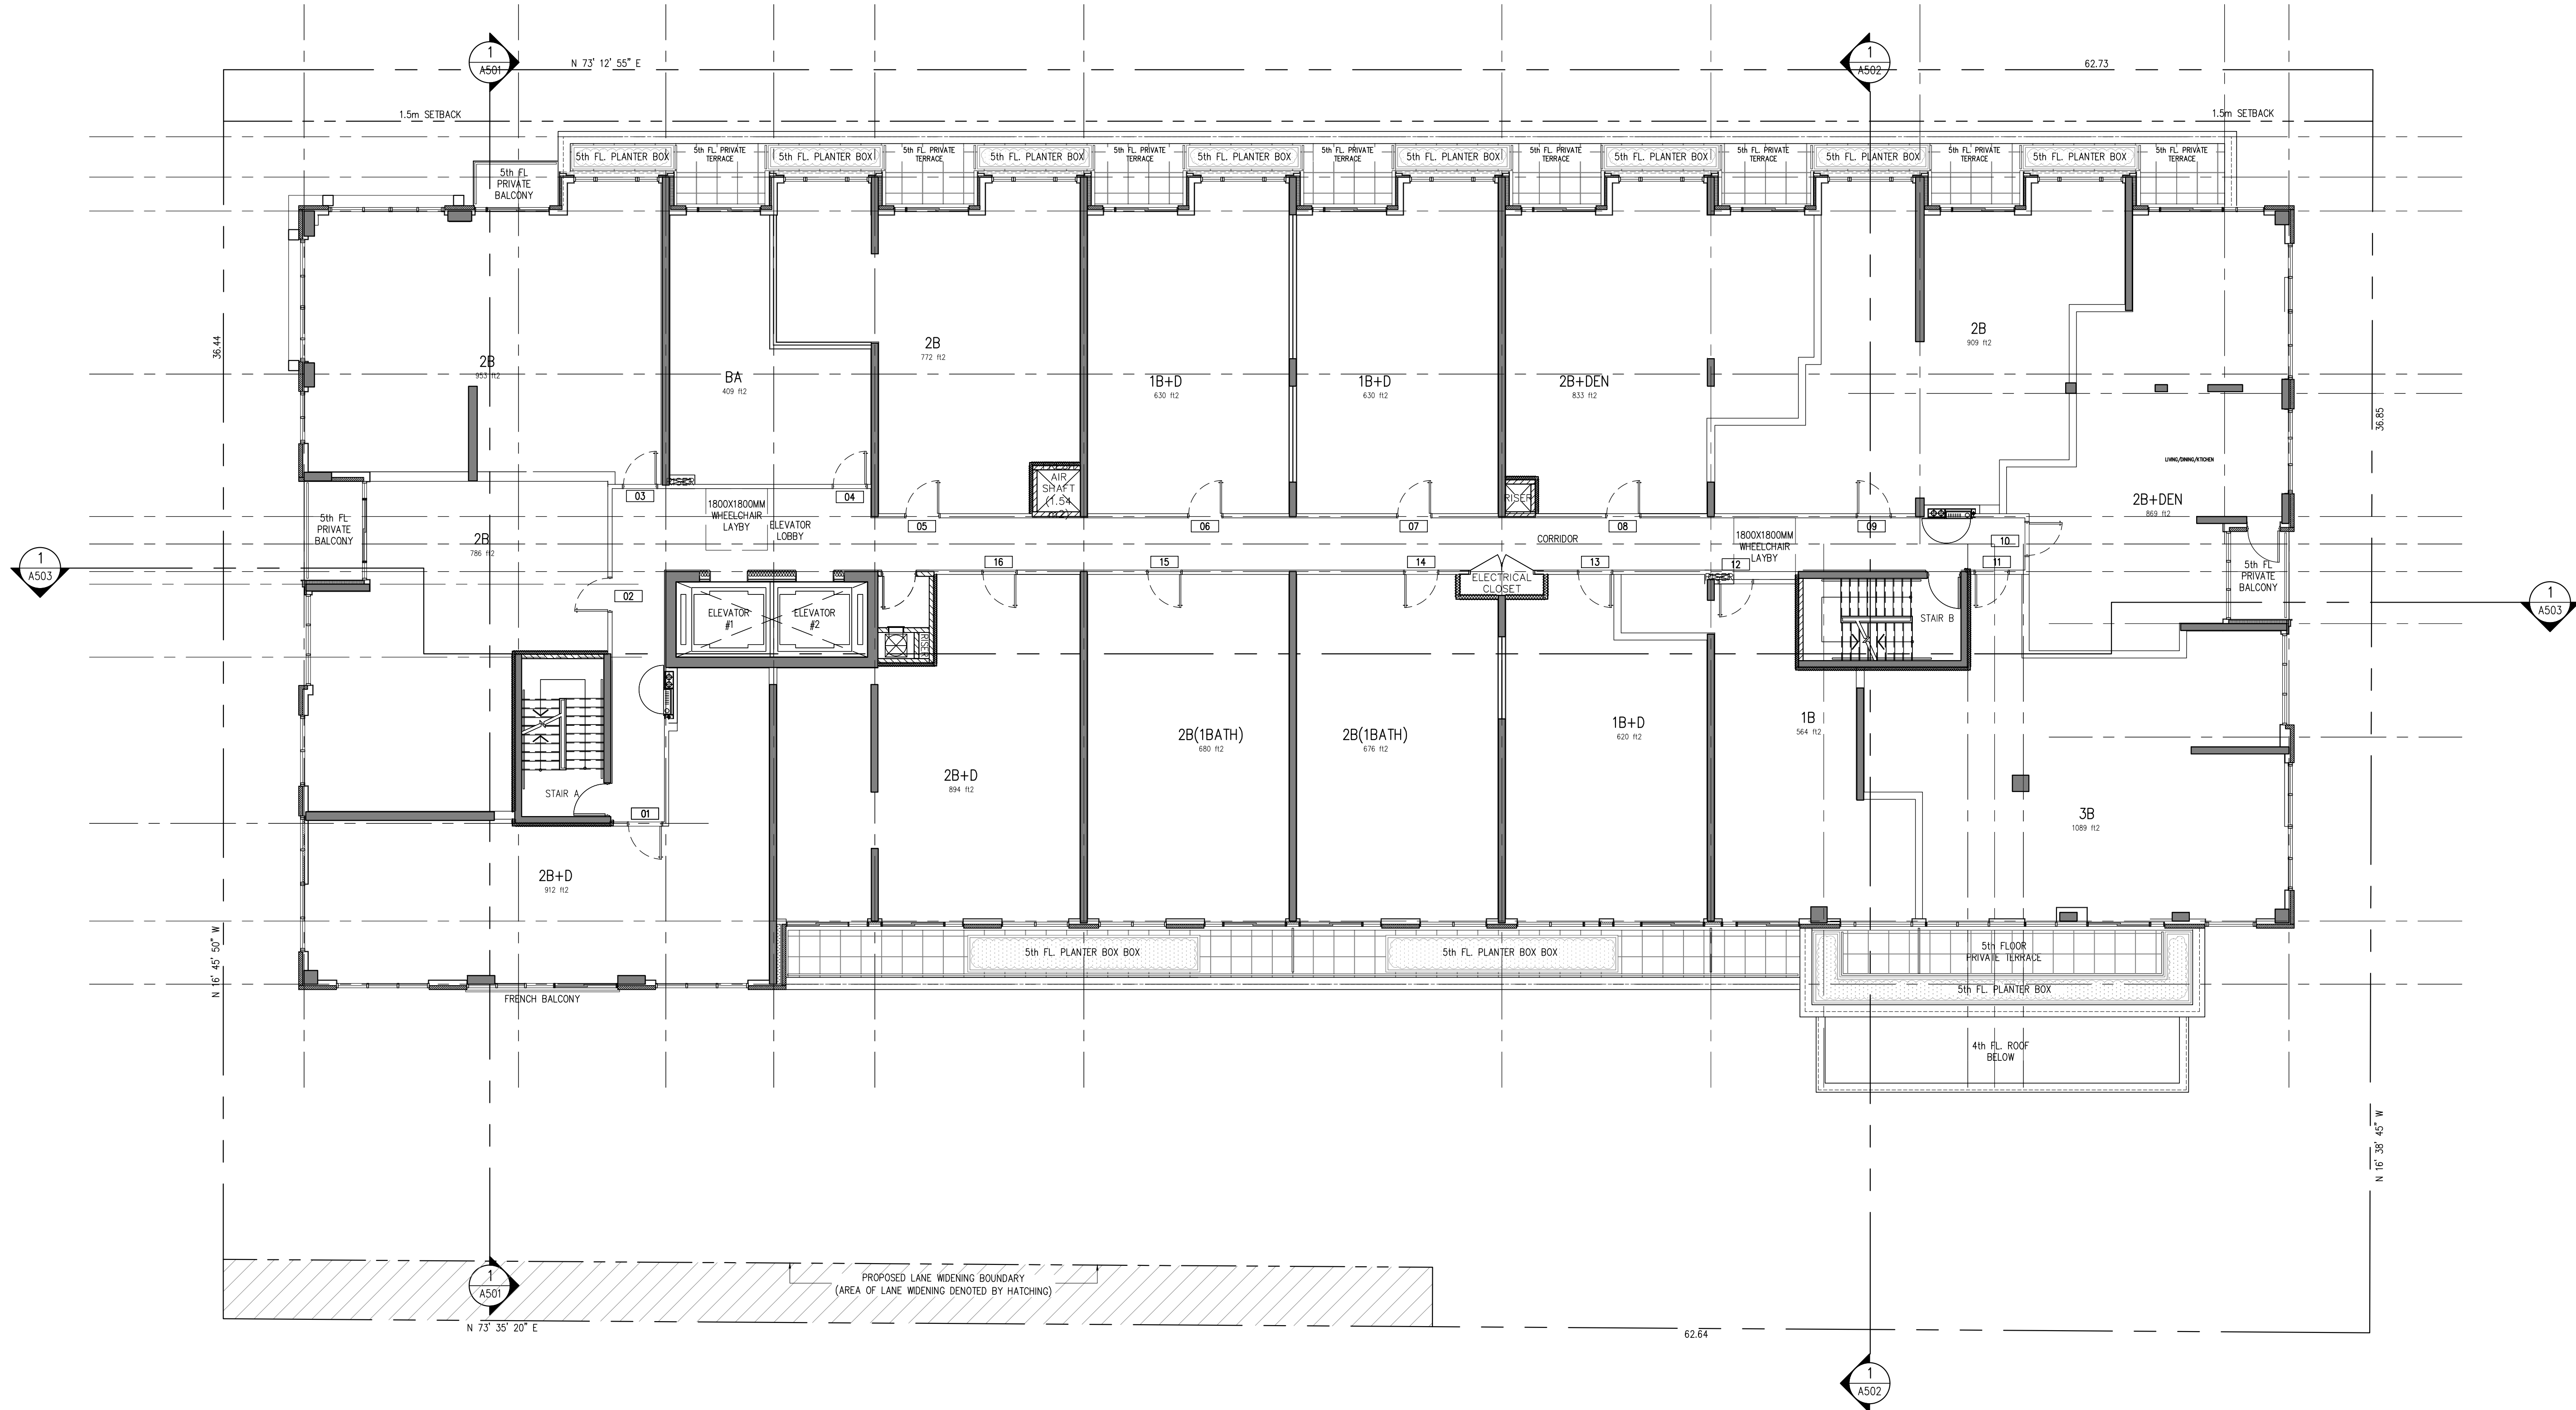 1
A501
N 73' 12' 55" E
1
A502
62.73
1.5m SETBACK
1.5m SETBACK
5th FL. PLANTER BOX
5th FL. PRIVATE
TERRACE
5th FL. PLANTER BOX
5th FL. PRIVATE
TERRACE
5th FL. PLANTER BOX
5th FL. PRIVATE
TERRACE
5th FL. PLANTER BOX
5th FL. PRIVATE
TERRACE
5th FL. PLANTER BOX
5th FL. PRIVATE
TERRACE
5th FL. PLANTER BOX
5th FL. PRIVATE
TERRACE
5th FL. PLANTER BOX
5th FL. PRIVATE
TERRACE
5th FL. PLANTER BOX
5th FL. PRIVATE
TERRACE
5th FL
PRIVATE
BALCONY
36.44
36.85
2B
953 ft2
BA
409 ft2
2B
772 ft2
1B+D
630 ft2
1B+D
630 ft2
2B+DEN
833 ft2
2B
909 ft2
LIVING/DINING/KITCHEN
2B+DEN
869 ft2
AIR
SHAFT
(1.54
RISER
RISER
03
04
05
06
07
08
09
10
1800X1800MM
WHEELCHAIR
LAYBY
ELEVATOR
LOBBY
CORRIDOR
1800X1800MM
WHEELCHAIR
LAYBY
5th FL
PRIVATE
BALCONY
2B
786 ft2
16
15
14
13
12
11
RISER
ELECTRICAL
CLOSET
5th FL
PRIVATE
BALCONY
1
A503
1
A503
02
ELEVATOR
#1
ELEVATOR
#2
RISER
STAIR B
STAIR A
01
2B+D
912 ft2
2B+D
894 ft2
2B(1BATH)
680 ft2
2B(1BATH)
676 ft2
1B+D
620 ft2
1B
564 ft2
3B
1089 ft2
5th FL. PLANTER BOX BOX
5th FL. PLANTER BOX BOX
5th FLOOR
PRIVATE TERRACE
5th FL. PLANTER BOX
FRENCH BALCONY
N 16' 45' 50" W
4th FL. ROOF
BELOW
N 16' 38' 45" W
PROPOSED LANE WIDENING BOUNDARY
(AREA OF LANE WIDENING DENOTED BY HATCHING)
1
A501
N 73' 35' 20" E
62.64
1
A502